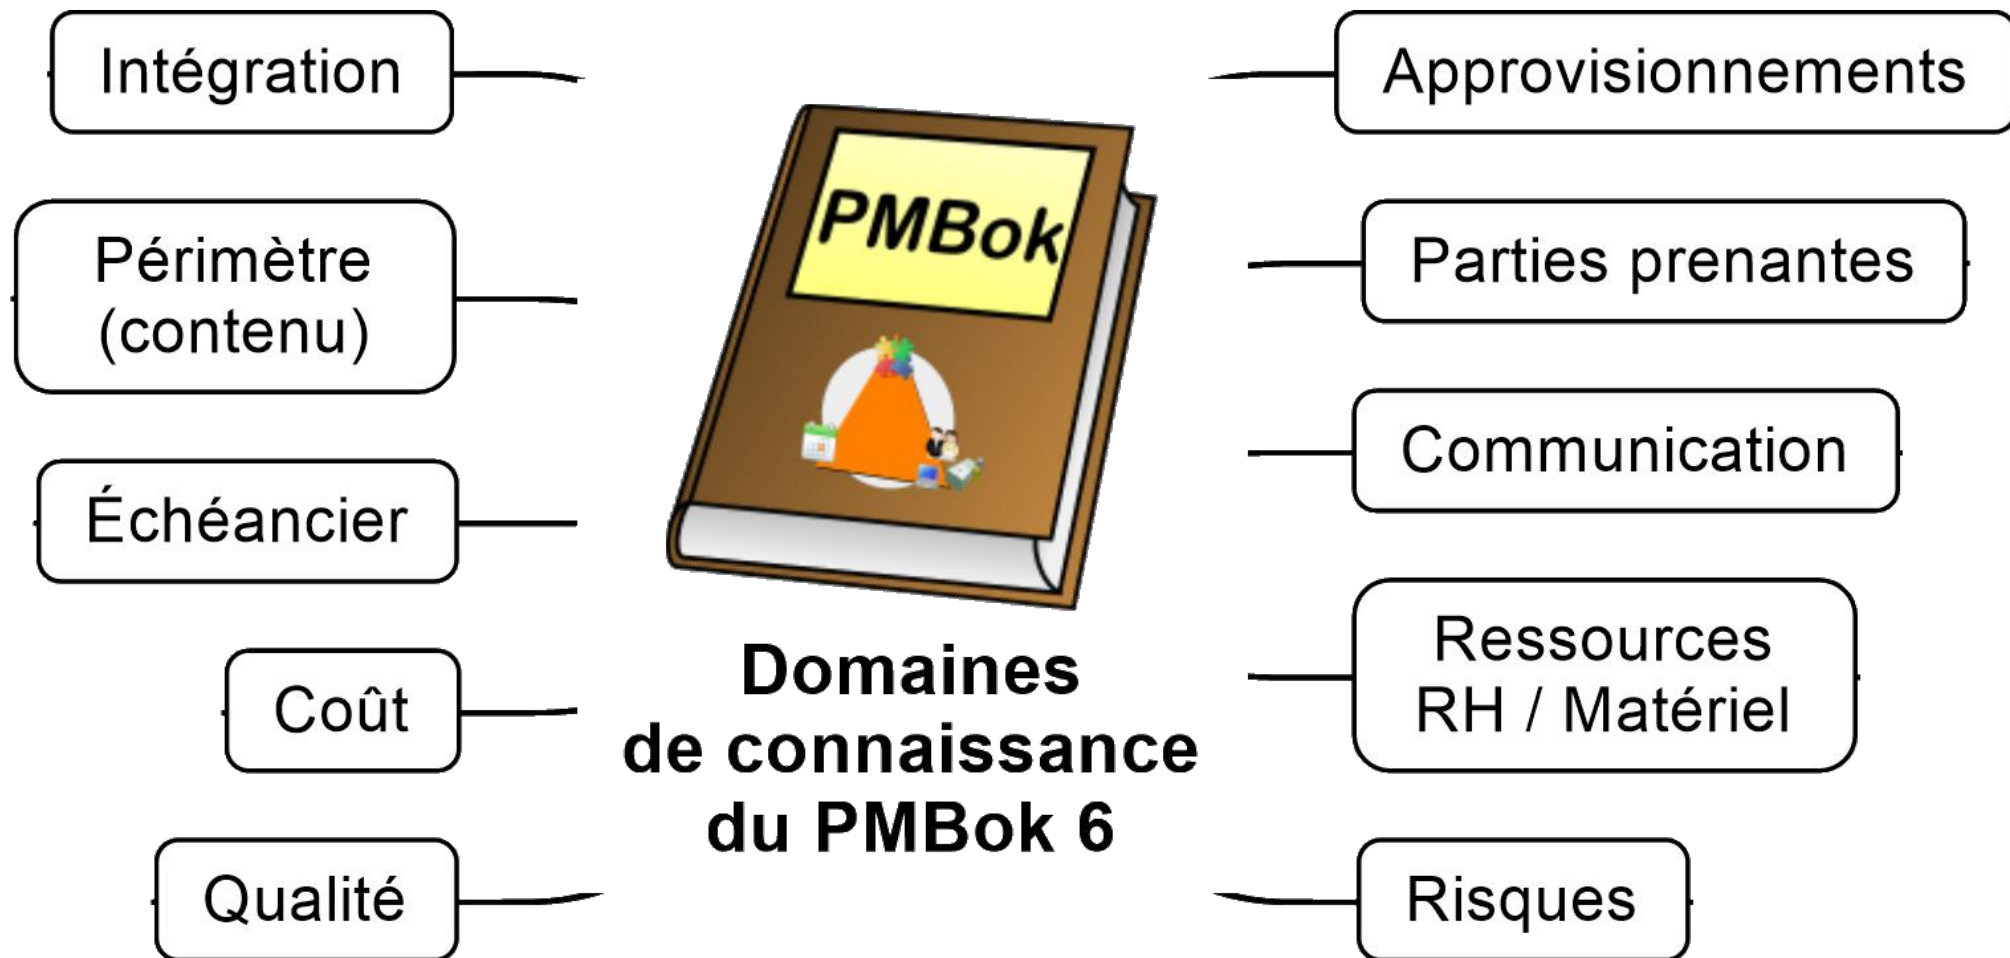 Intégration
Périmètre
(contenu)
Échéancier
Coût
Qualité
PMBok
Domaines
de connaissance
du PMBok 6
Approvisionnements
Parties prenantes
Communication
Ressources
RH / Matériel
Risques